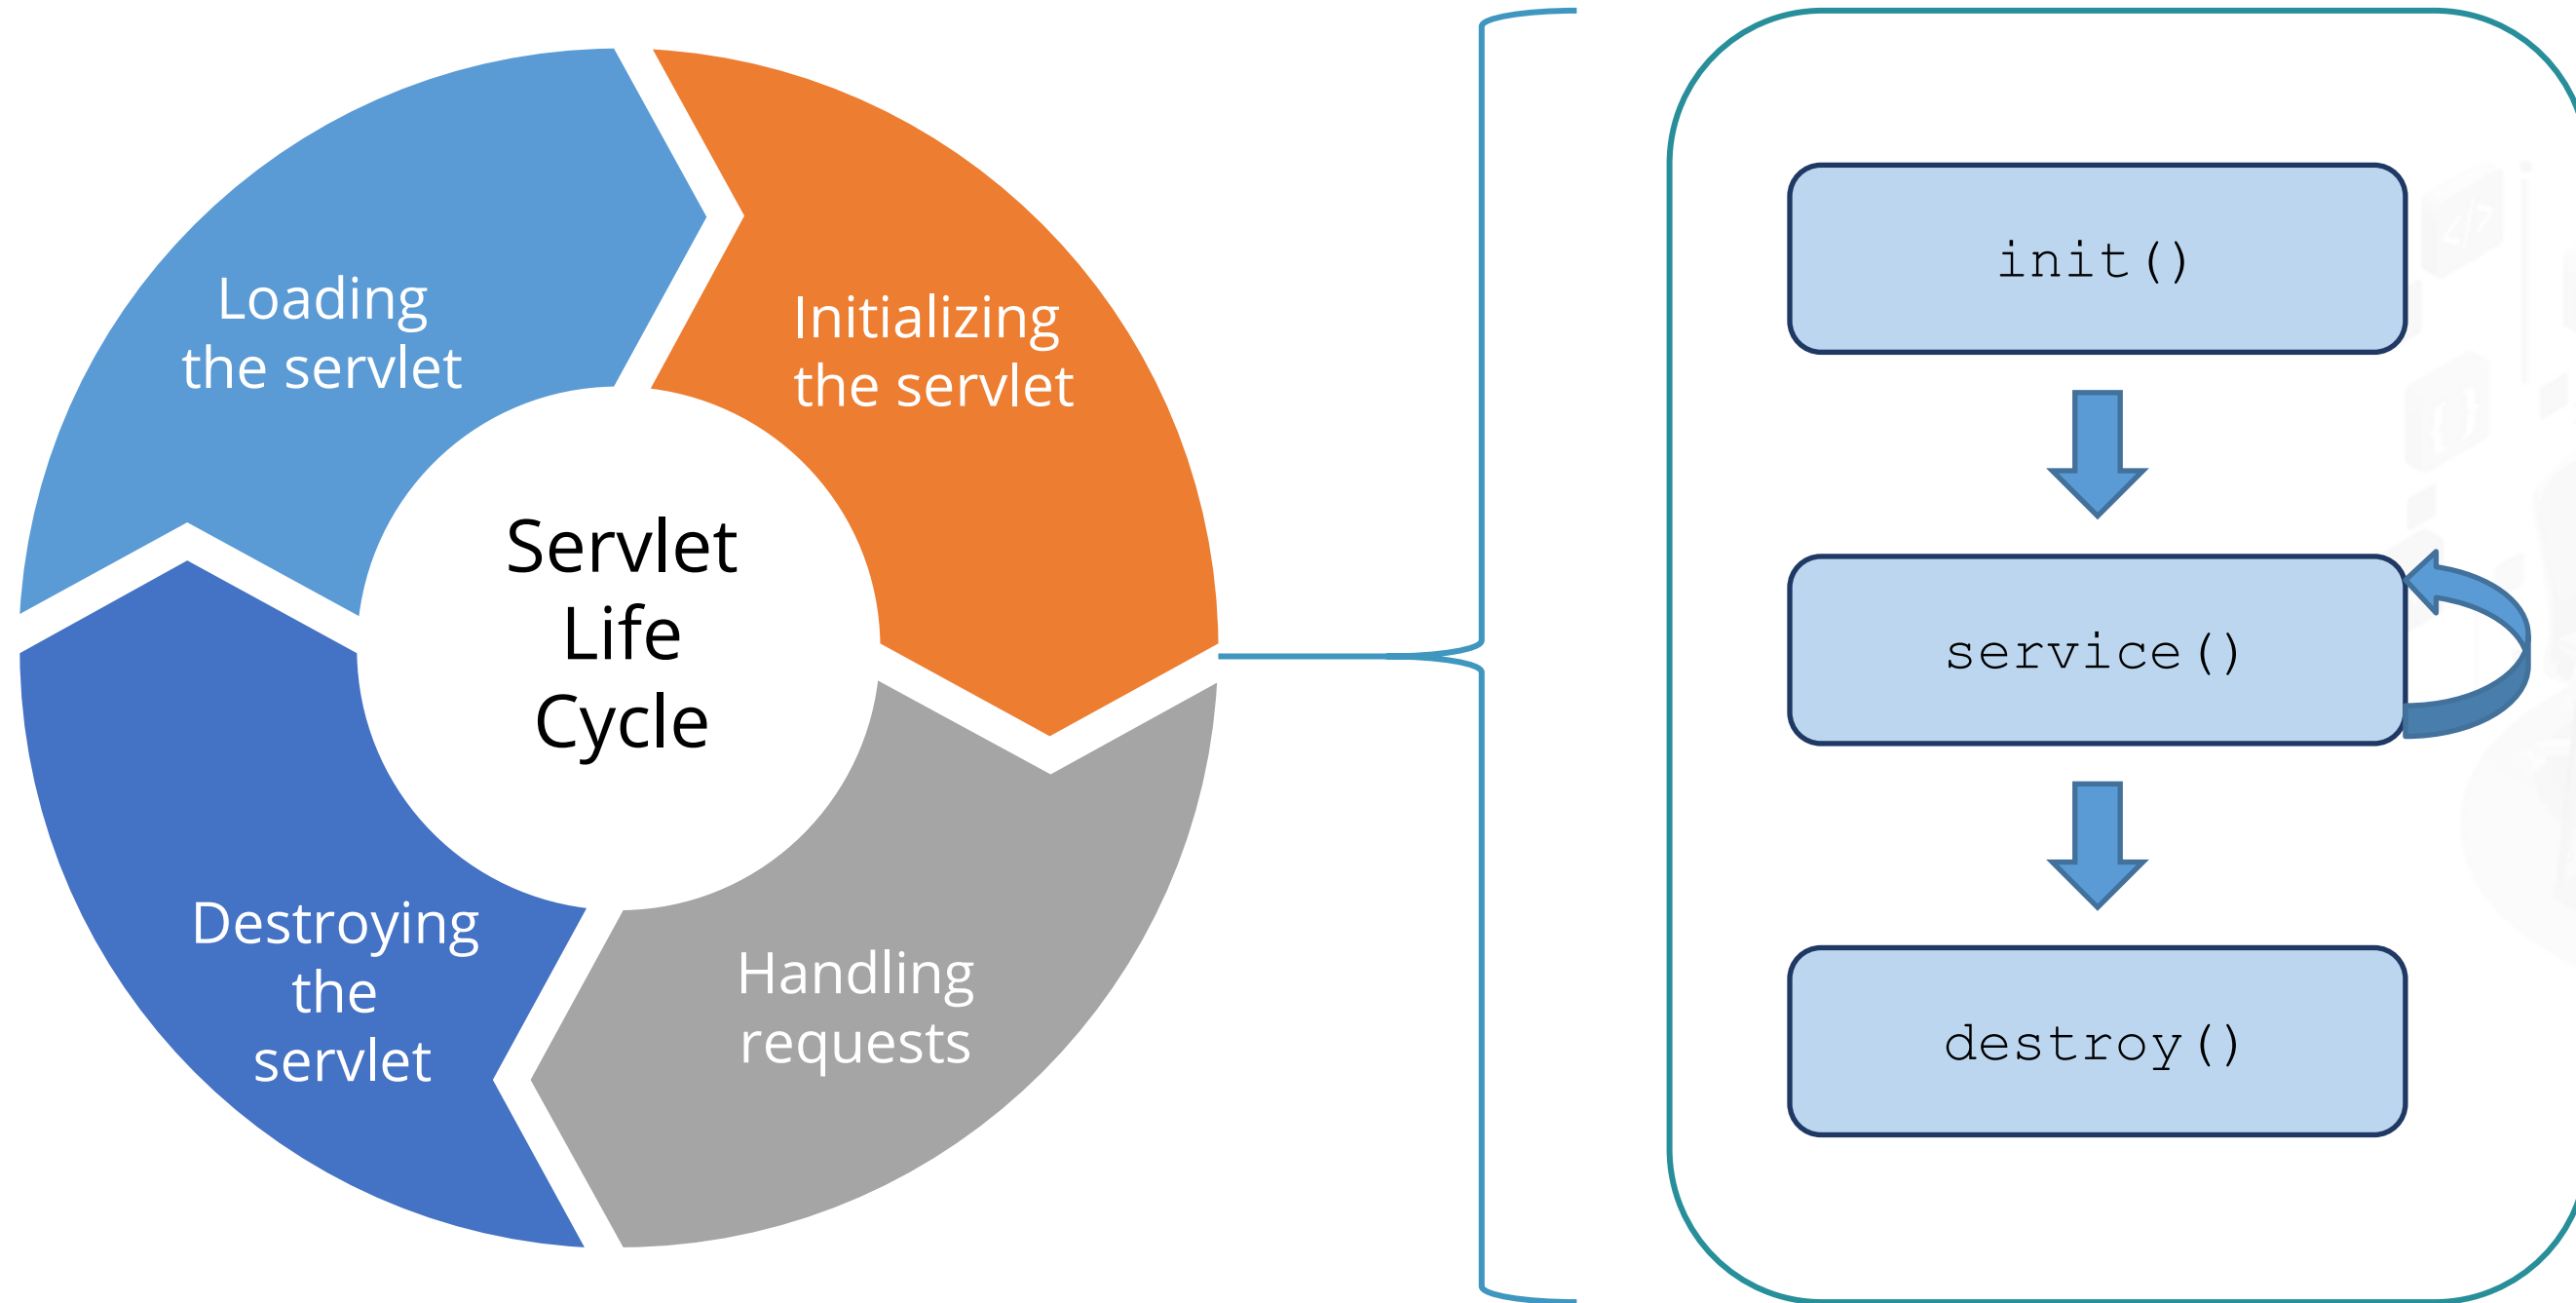 Loading
the servlet
Initializing
the servlet
Servlet
Life
Cycle
Destroying
the
servlet
Handling
requests
init()
service()
destroy()